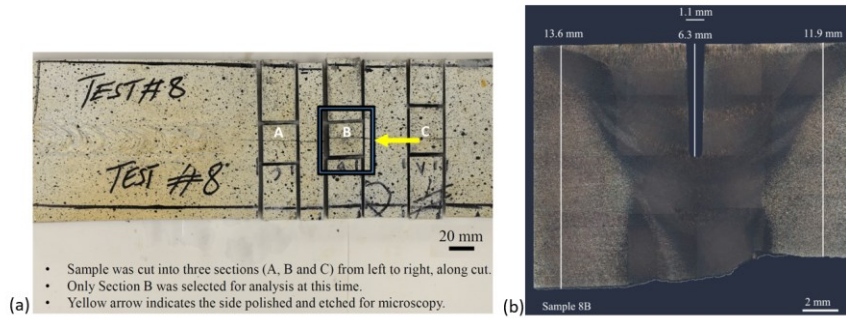 TEST #8
A B C
TEST #8
20 mm
• Sample was cut into three sections (A, B and C) from left to right, along cut.
• Only Section B was selected for analysis at this time.
• Yellow arrow indicates the side polished and etched for microscopy.
(a)
1.1 mm
13.6 mm 6.3 mm 11.9 mm
Sample 8B 2 mm
(b)